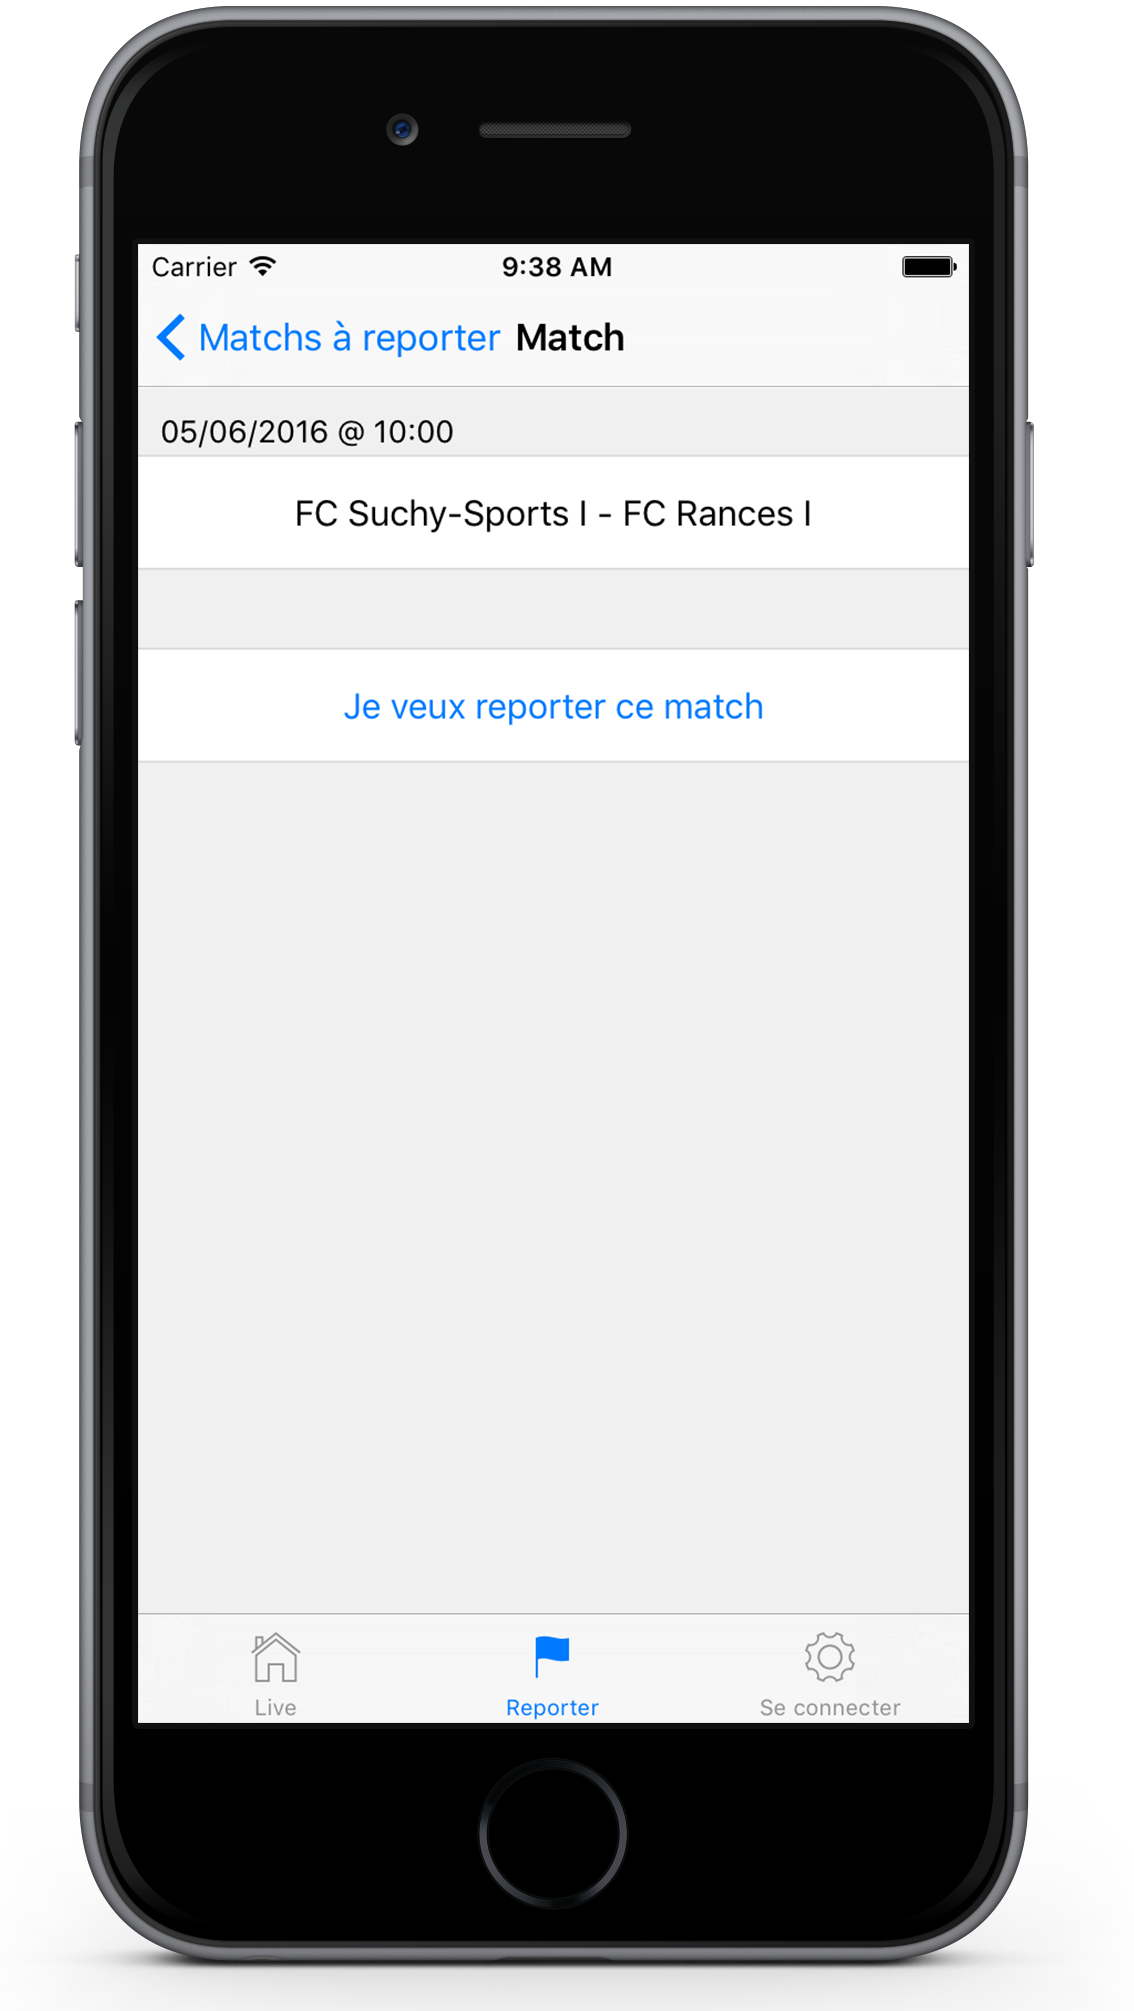 Carrier 9:38 AM
Matchs à reporter Match
05/06/2016 @ 10:00
FC Suchy-Sports I - FC Rances I
Je veux reporter ce match
Live Reporter Se connecter